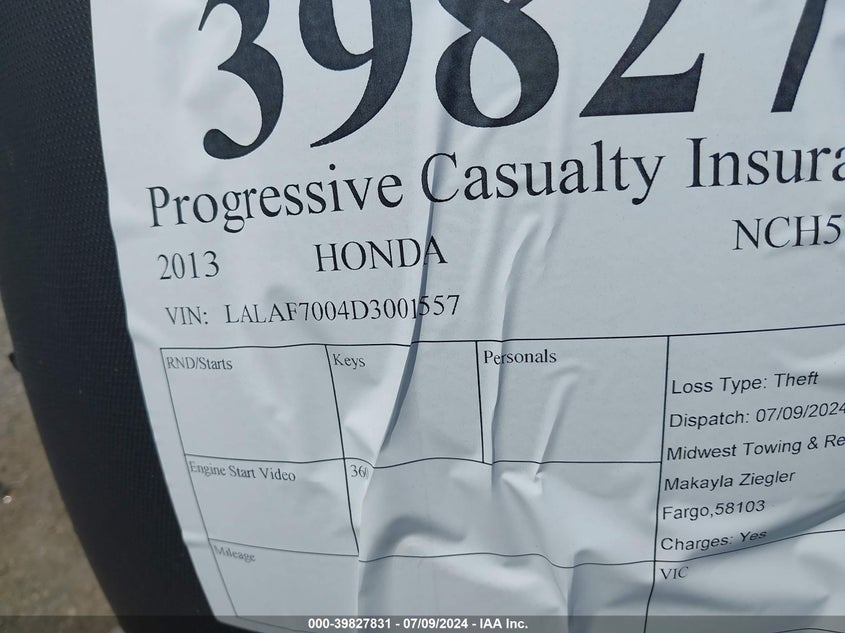 39827
Progressive Casualty Insura
2013 HONDA NCH5
VIN: LALAF7004D3001557
RND/Starts Keys Personals
Loss Type: Theft
Dispatch: 07/09/2024
Midwest Towing & Re
Engine Start Video 360
Makayla Ziegler
Fargo,58103
Charges: Yes
Mileage
VIC
000-39827831 - 07/09/2024 - IAA Inc.